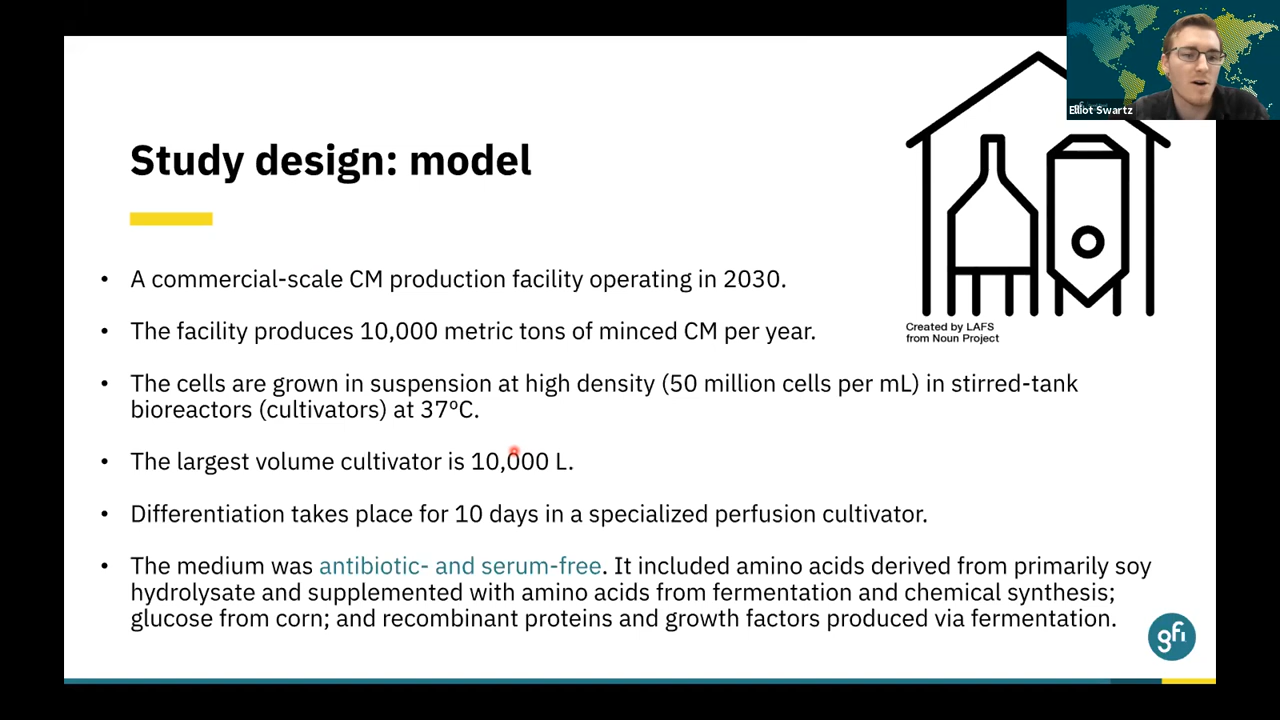 Elliot Swartz
Study design: model
Created by LAFS
from Noun Project
• A commercial-scale CM production facility operating in 2030.
• The facility produces 10,000 metric tons of minced CM per year.
• The cells are grown in suspension at high density (50 million cells per mL) in stirred-tank
bioreactors (cultivators) at 37ºC.
• The largest volume cultivator is 10,000 L.
• Differentiation takes place for 10 days in a specialized perfusion cultivator.
• The medium was antibiotic- and serum-free. It included amino acids derived from primarily soy
hydrolysate and supplemented with amino acids from fermentation and chemical synthesis;
glucose from corn; and recombinant proteins and growth factors produced via fermentation.
gfi